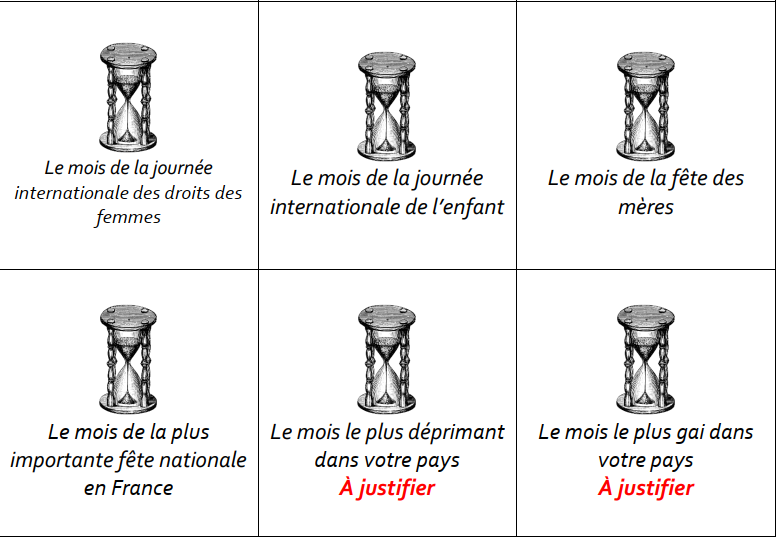 Le mois de la journée
internationale des droits des
femmes
Le mois de la journée
internationale de l’enfant
Le mois de la fête des
mères
Le mois de la plus
importante fête nationale
en France
Le mois le plus déprimant
dans votre pays
À justifier
Le mois le plus gai dans
votre pays
À justifier